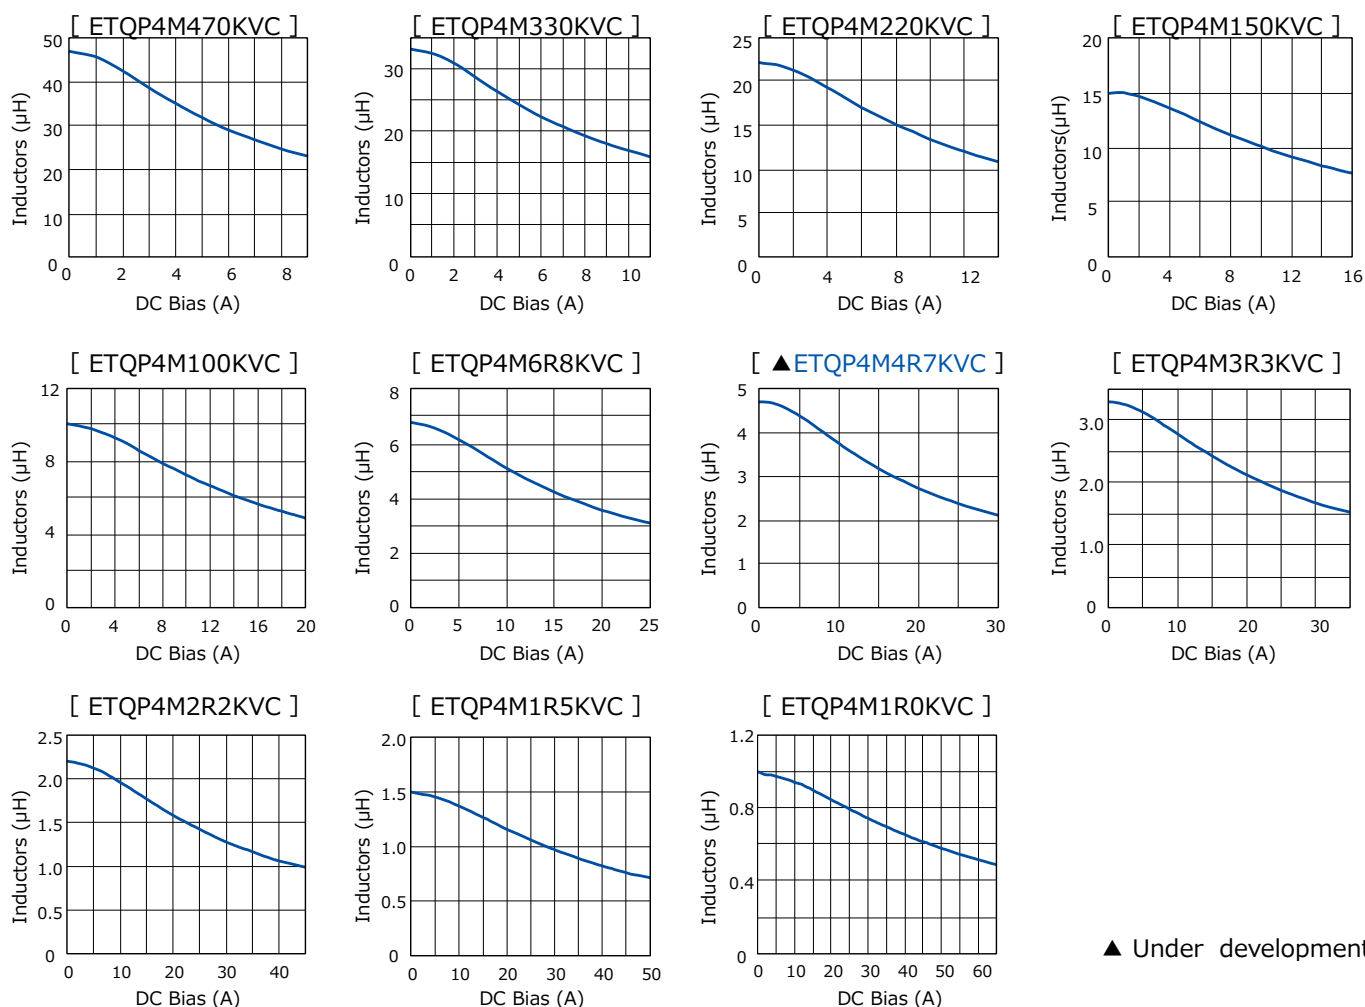 [ ETQP4M470KVC ]
50
40
30
20
10
0
0 2 4 6 8
Inductors (µH)
DC Bias (A)
[ ETQP4M330KVC ]
30
20
10
0
0 2 4 6 8 10
Inductors (µH)
DC Bias (A)
[ ETQP4M220KVC ]
25
20
15
10
5
0
0 4 8 12
Inductors (µH)
DC Bias (A)
[ ETQP4M150KVC ]
20
15
10
5
0
0 4 8 12 16
Inductors(µH)
DC Bias (A)
[ ETQP4M100KVC ]
12
8
4
0
0 4 8 12 16 20
Inductors (µH)
DC Bias (A)
[ ETQP4M6R8KVC ]
8
6
4
2
0
0 5 10 15 20 25
Inductors (µH)
DC Bias (A)
[ ▲ETQP4M4R7KVC ]
5
4
3
2
1
0
0 10 20 30
Inductors (µH)
DC Bias (A)
[ ETQP4M3R3KVC ]
3.0
2.0
1.0
0
0 10 20 30
Inductors (µH)
DC Bias (A)
[ ETQP4M2R2KVC ]
2.5
2.0
1.5
1.0
0.5
0
0 10 20 30 40
Inductors (µH)
DC Bias (A)
[ ETQP4M1R5KVC ]
2.0
1.5
1.0
0.5
0
0 10 20 30 40 50
Inductors (µH)
DC Bias (A)
[ ETQP4M1R0KVC ]
1.2
0.8
0.4
0
0 10 20 30 40 50 60
Inductors (µH)
DC Bias (A)
▲ Under development